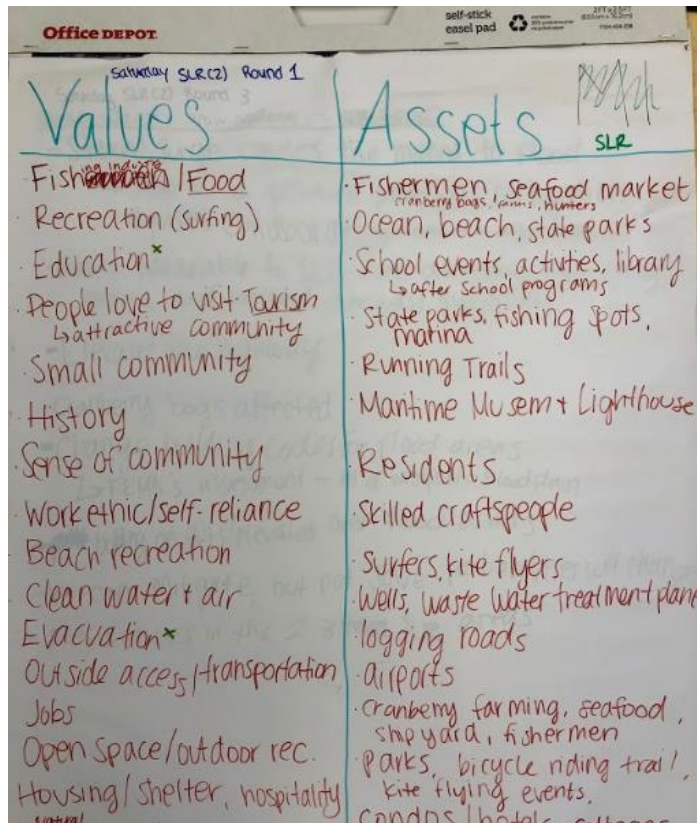 Office DEPOT.
self-stick
easel pad
Saturday SLR(2) Round 1
Values
Assets
SLR
Fishing industry / Food
· Recreation (surfing)
· Education x
· People love to visit. Tourism
↳ attractive community
· Small community
· History
· Sense of community
· Work ethic/self-reliance
Beach recreation
· Clean water + air
· Evacuation x
Outside access/transportation
Jobs
Open space/outdoor rec.
Housing/shelter, hospitality
Natural
· Fishermen, seafood market
cranberry bogs, farms, hunters
· Ocean, beach, state parks
· School events, activities, library
↳ after school programs
· State parks, fishing spots,
marina
· Running Trails
· Maritime Musem + Lighthouse
· Residents
· Skilled craftspeople
· Surfers, kite flyers
· Wells, waste water treatment plant
· logging roads
· airports
· cranberry farming, seafood,
shipyard, fishermen
· parks, bicycle riding trail,
kite flying events,
condos/hotels, cottages